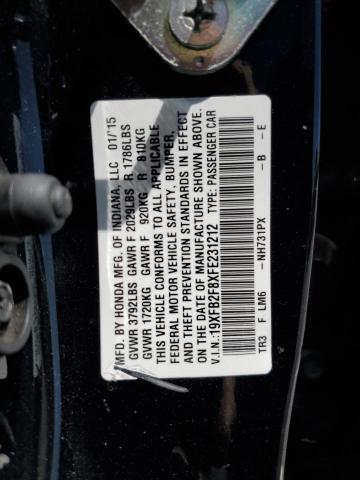 MFD. BY HONDA MFG. OF INDIANA, LLC 01/'15
GVWR 3792LBS GAWR F 2029LBS R 1786LBS
GVWR 1720KG GAWR F 920KG R 810KG
THIS VEHICLE CONFORMS TO ALL APPLICABLE
FEDERAL MOTOR VEHICLE SAFETY, BUMPER,
AND THEFT PREVENTION STANDARDS IN EFFECT
ON THE DATE OF MANUFACTURE SHOWN ABOVE.
V.I.N.:19XFB2F8XFE231212 TYPE: PASSENGER CAR
TR3 F LM6 -NH731PX -B -E